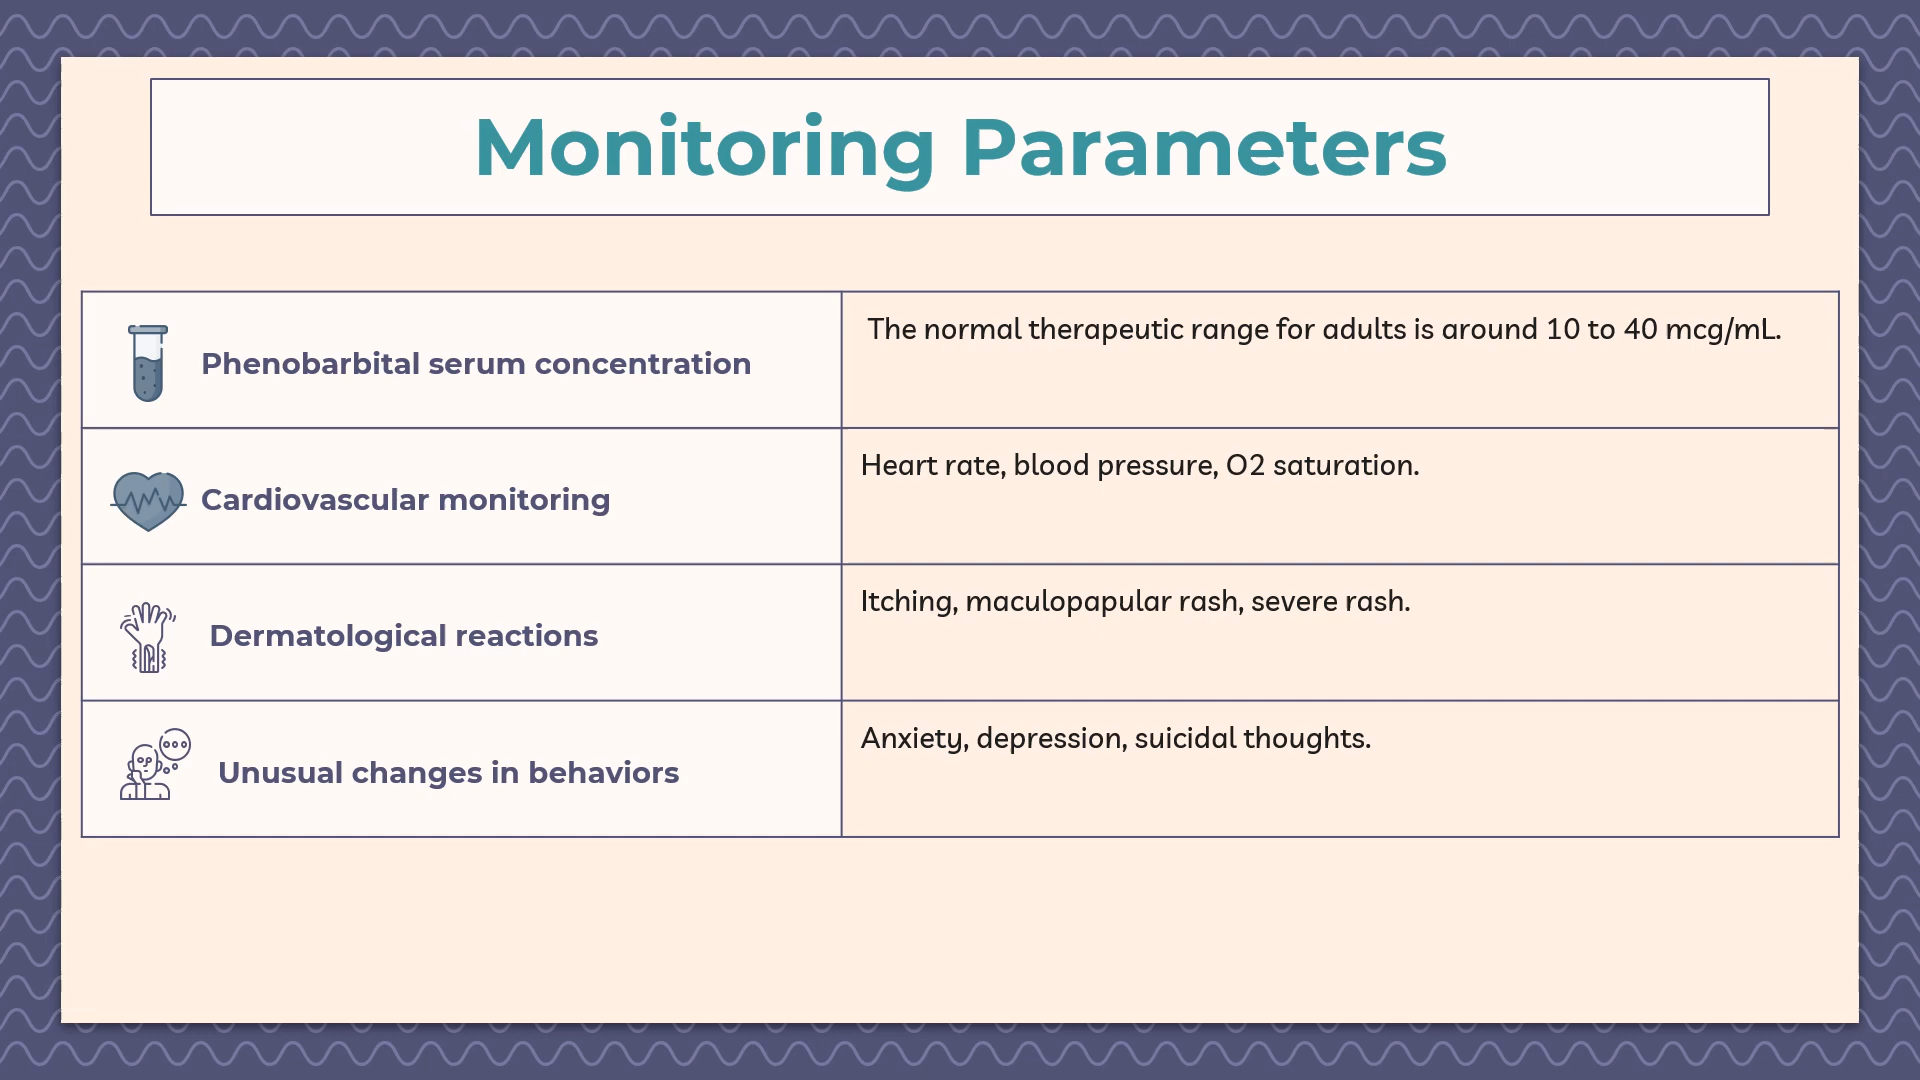 Monitoring Parameters
Phenobarbital serum concentration
The normal therapeutic range for adults is around 10 to 40 mcg/mL.
Cardiovascular monitoring
Heart rate, blood pressure, O2 saturation.
Dermatological reactions
Itching, maculopapular rash, severe rash.
Unusual changes in behaviors
Anxiety, depression, suicidal thoughts.